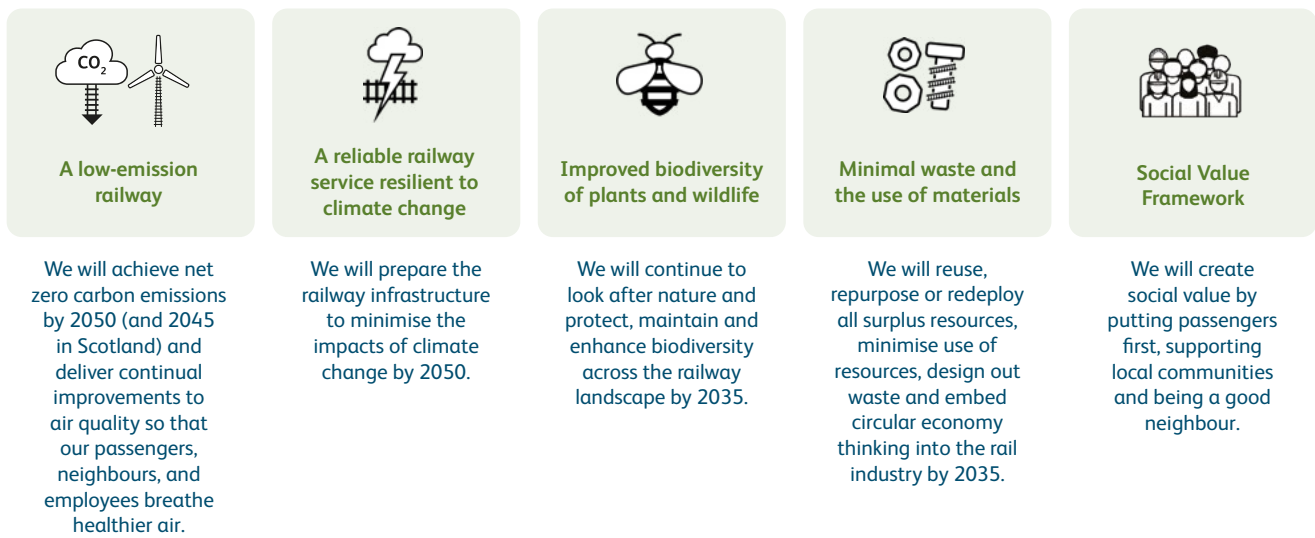 CO2
A low-emission
railway
We will achieve net
zero carbon emissions
by 2050 (and 2045
in Scotland) and
deliver continual
improvements to
air quality so that
our passengers,
neighbours, and
employees breathe
healthier air.
A reliable railway
service resilient to
climate change
We will prepare the
railway infrastructure
to minimise the
impacts of climate
change by 2050.
Improved biodiversity
of plants and wildlife
We will continue to
look after nature and
protect, maintain and
enhance biodiversity
across the railway
landscape by 2035.
Minimal waste and
the use of materials
We will reuse,
repurpose or redeploy
all surplus resources,
minimise use of
resources, design out
waste and embed
circular economy
thinking into the rail
industry by 2035.
Social Value
Framework
We will create
social value by
putting passengers
first, supporting
local communities
and being a good
neighbour.